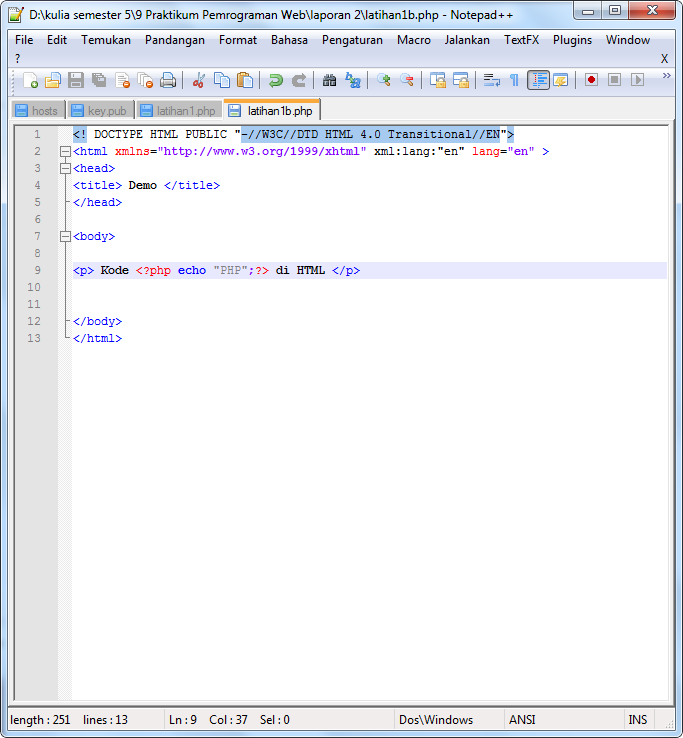 D:\kulia semester 5\9 Praktikum Pemrograman Web\laporan 2\latihan1b.php - Notepad++
File Edit Temukan Pandangan Format Bahasa Pengaturan Macro Jalankan TextFX Plugins Window
? X
hosts key.pub latihan1.php latihan1b.php
1 <! DOCTYPE HTML PUBLIC "-//W3C//DTD HTML 4.0 Transitional//EN">
2 <html xmlns="http://www.w3.org/1999/xhtml" xml:lang:"en" lang="en" >
3 <head>
4 <title> Demo </title>
5 </head>
6
7 <body>
8
9 <p> Kode <?php echo "PHP";?> di HTML </p>
10
11
12 </body>
13 </html>
length : 251 lines : 13 Ln : 9 Col : 37 Sel : 0 Dos\Windows ANSI INS